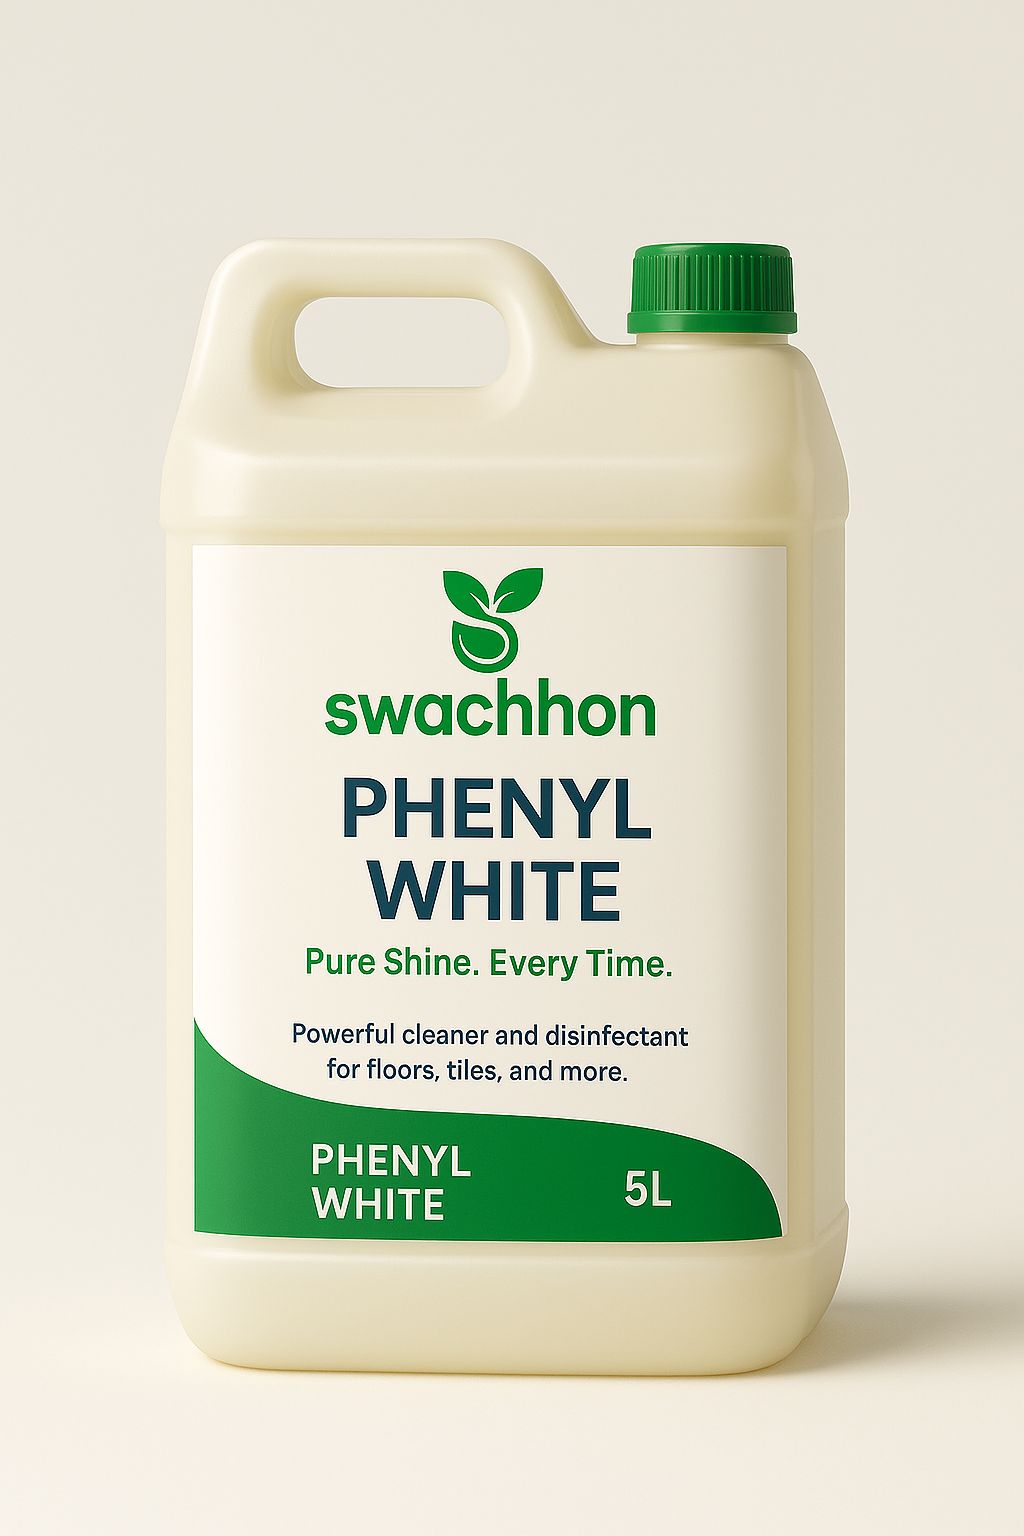 swachhon
PHENYL
WHITE
Pure Shine. Every Time.
Powerful cleaner and disinfectant
for floors, tiles, and more.
PHENYL
WHITE
5L